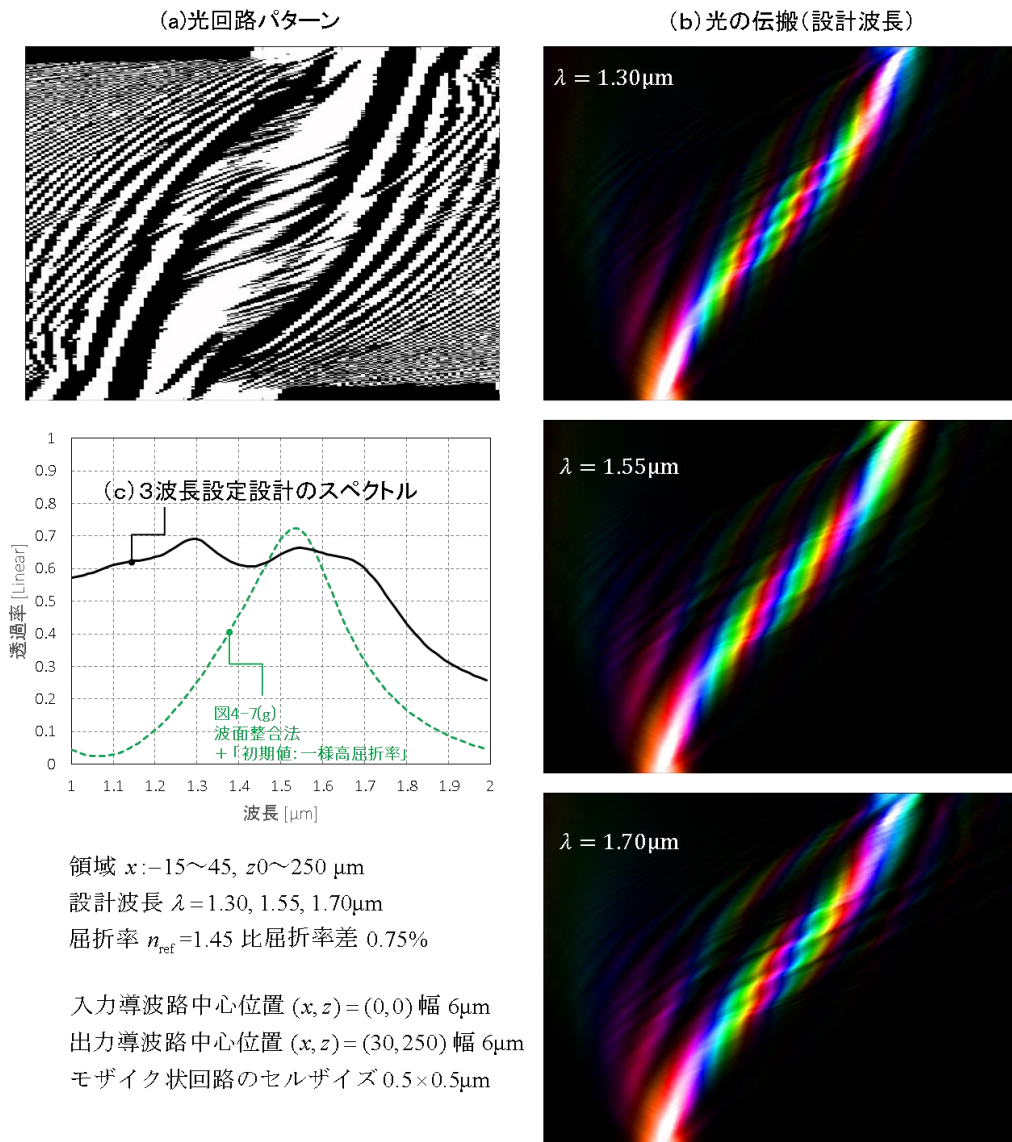 (a)光回路パターン
(b)光の伝搬(設計波長)
λ = 1.30μm
λ = 1.55μm
λ = 1.70μm
(c)3波長設定設計のスペクトル
1
0.9
0.8
0.7
0.6
0.5
0.4
0.3
0.2
0.1
0
透過率 [Linear]
図4-7(g)
波面整合法
+「初期値:一様高屈折率」
1 1.1 1.2 1.3 1.4 1.5 1.6 1.7 1.8 1.9 2
波長 [μm]
領域 x:−15~45, z0~250 μm
設計波長 λ=1.30, 1.55, 1.70μm
屈折率 nref=1.45 比屈折率差 0.75%
入力導波路中心位置 (x,z)=(0,0) 幅 6μm
出力導波路中心位置 (x,z)=(30,250) 幅 6μm
モザイク状回路のセルザイズ 0.5×0.5μm